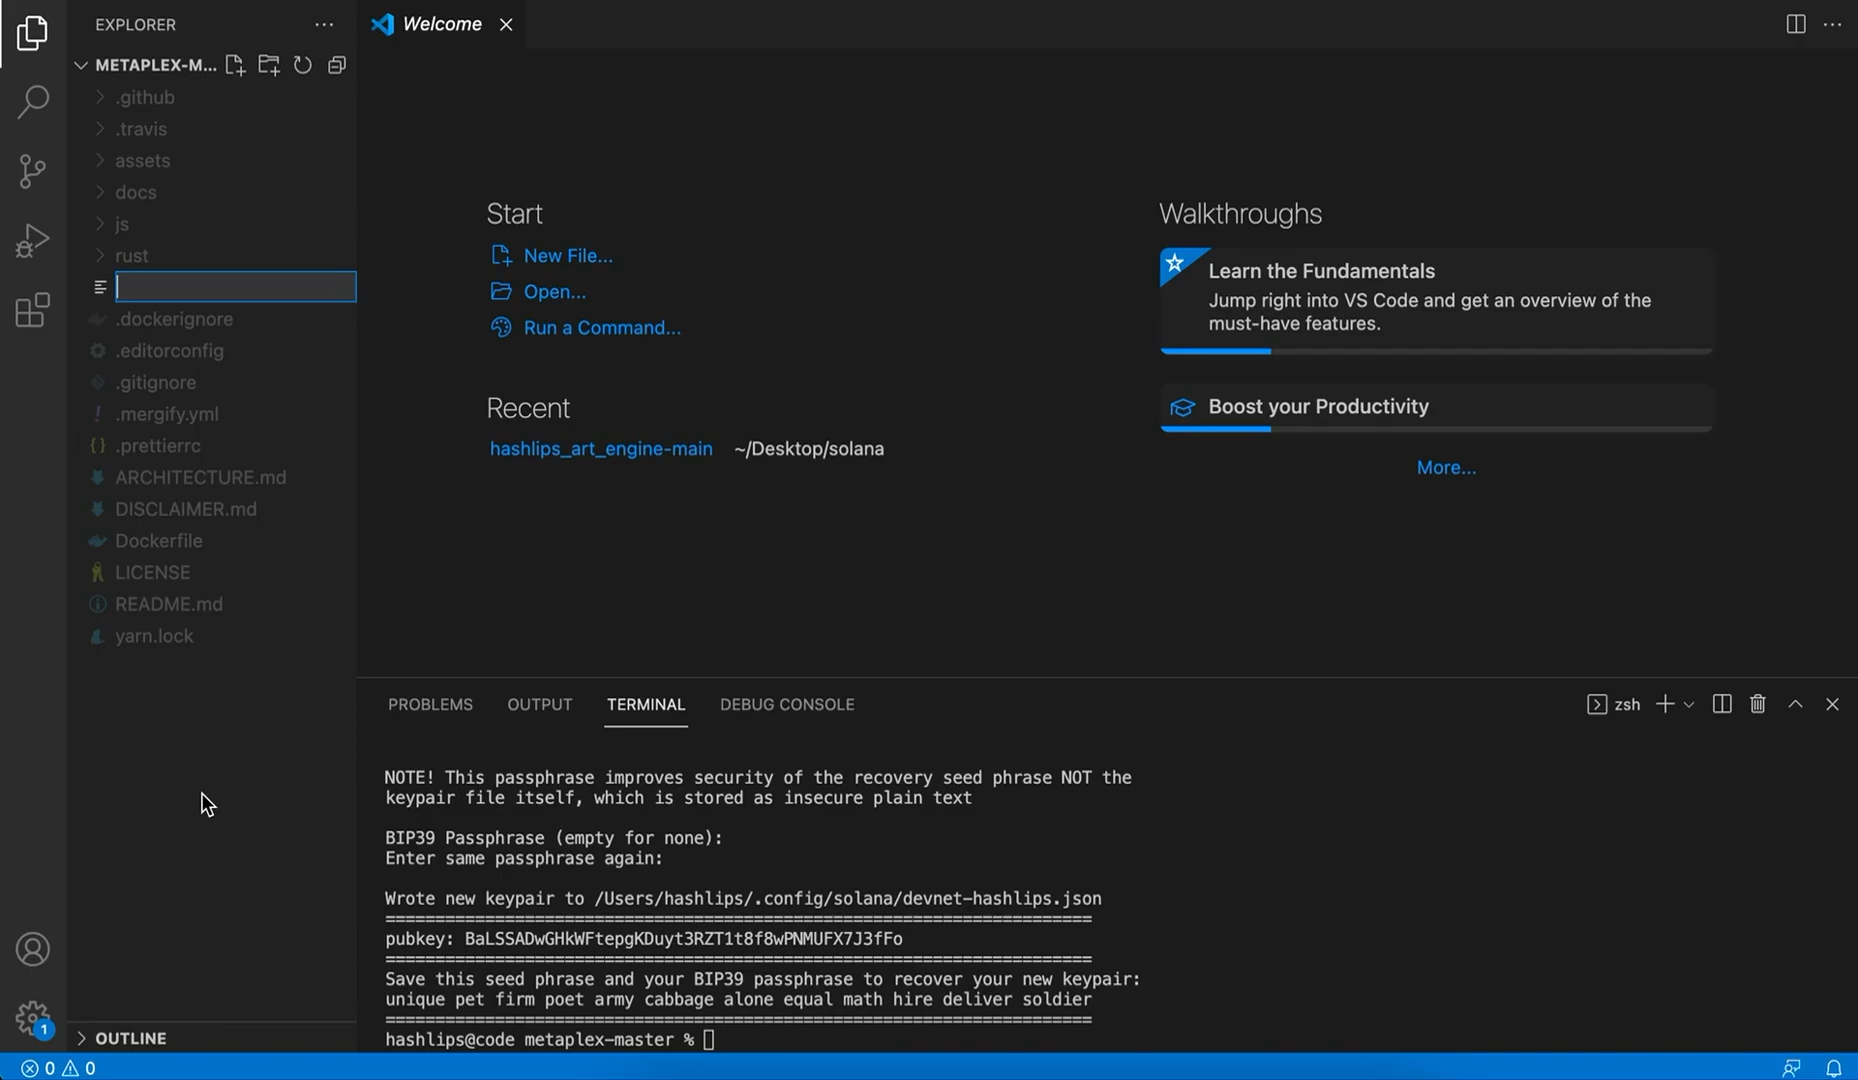 EXPLORER
Welcome
METAPLEX-M...
.github
.travis
assets
docs
js
rust
.dockerignore
.editorconfig
.gitignore
.mergify.yml
.prettierrc
ARCHITECTURE.md
DISCLAIMER.md
Dockerfile
LICENSE
README.md
yarn.lock
OUTLINE
Start
New File...
Open...
Run a Command...
Recent
hashlips_art_engine-main ~/Desktop/solana
Walkthroughs
Learn the Fundamentals
Jump right into VS Code and get an overview of the
must-have features.
Boost your Productivity
More...
PROBLEMS OUTPUT TERMINAL DEBUG CONSOLE
zsh
NOTE! This passphrase improves security of the recovery seed phrase NOT the
keypair file itself, which is stored as insecure plain text
BIP39 Passphrase (empty for none):
Enter same passphrase again:
Wrote new keypair to /Users/hashlips/.config/solana/devnet-hashlips.json
=======================================================================
pubkey: BaLSSADwGHkWFtepgKDuyt3RZT1t8f8wPNMUFX7J3fFo
=======================================================================
Save this seed phrase and your BIP39 passphrase to recover your new keypair:
unique pet firm poet army cabbage alone equal math hire deliver soldier
=======================================================================
hashlips@code metaplex-master %
1
0 0